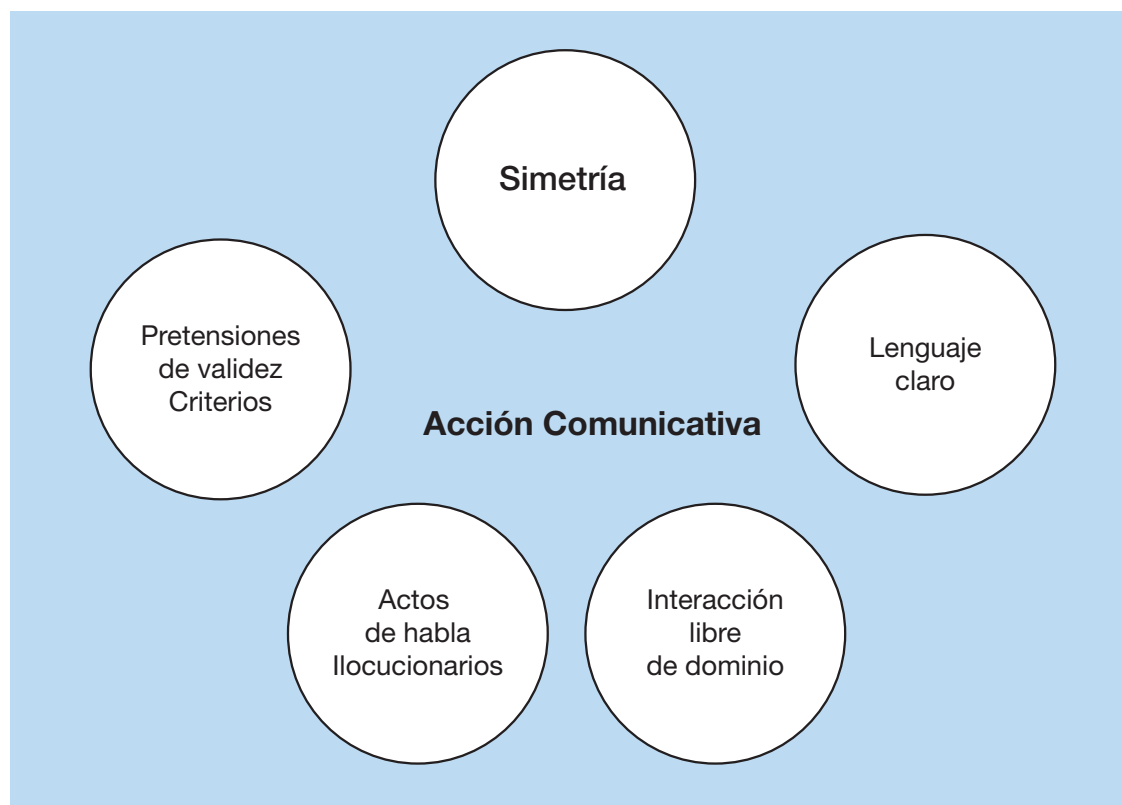 Simetría
Pretensiones
de validez
Criterios
Lenguaje
claro
Acción Comunicativa
Actos
de habla
Ilocucionarios
Interacción
libre
de dominio